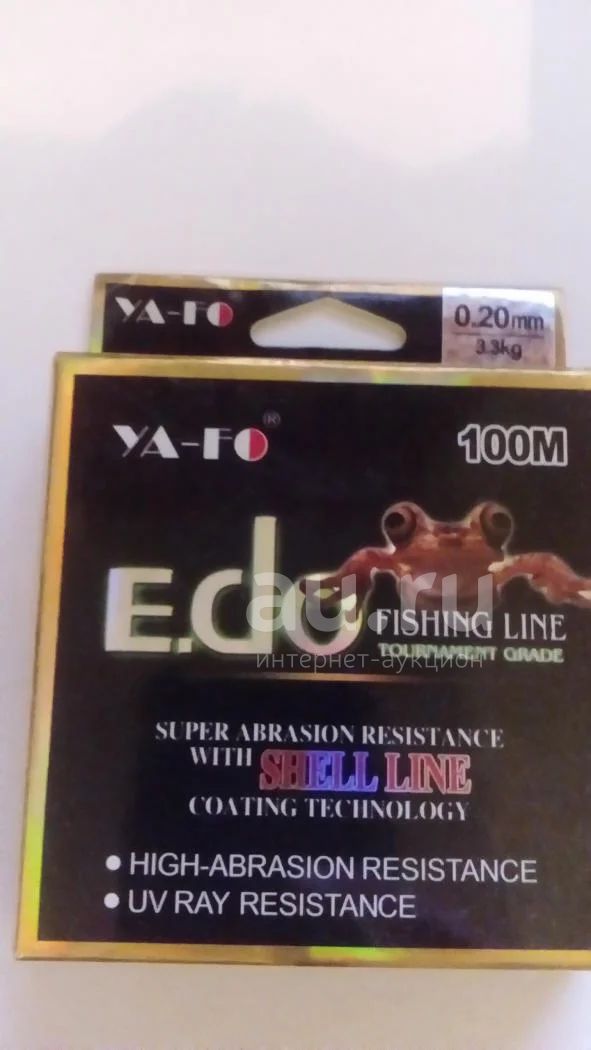 YA-FO
0.20mm
3.3kg
YA-FO®
100M
E.do
FISHING LINE
TOURNAMENT GRADE
au.ru
интернет-аукцион
SUPER ABRASION RESISTANCE
WITH SHELL LINE
COATING TECHNOLOGY
● HIGH-ABRASION RESISTANCE
● UV RAY RESISTANCE